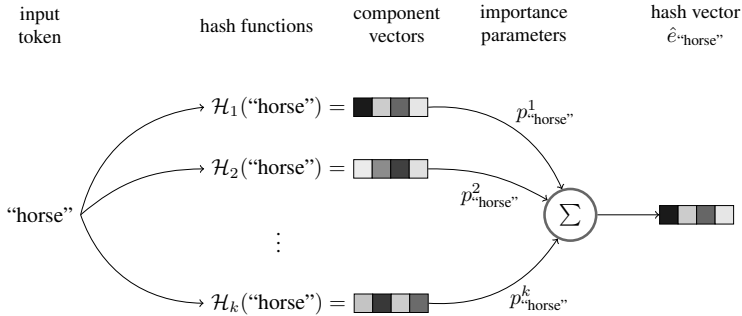 input token
hash functions
component vectors
importance parameters
hash vector ê“horse”
“horse”
H₁(“horse”) =
H₂(“horse”) =
⋮
Hₖ(“horse”) =
p¹“horse”
p²“horse”
pᵏ“horse”
Σ